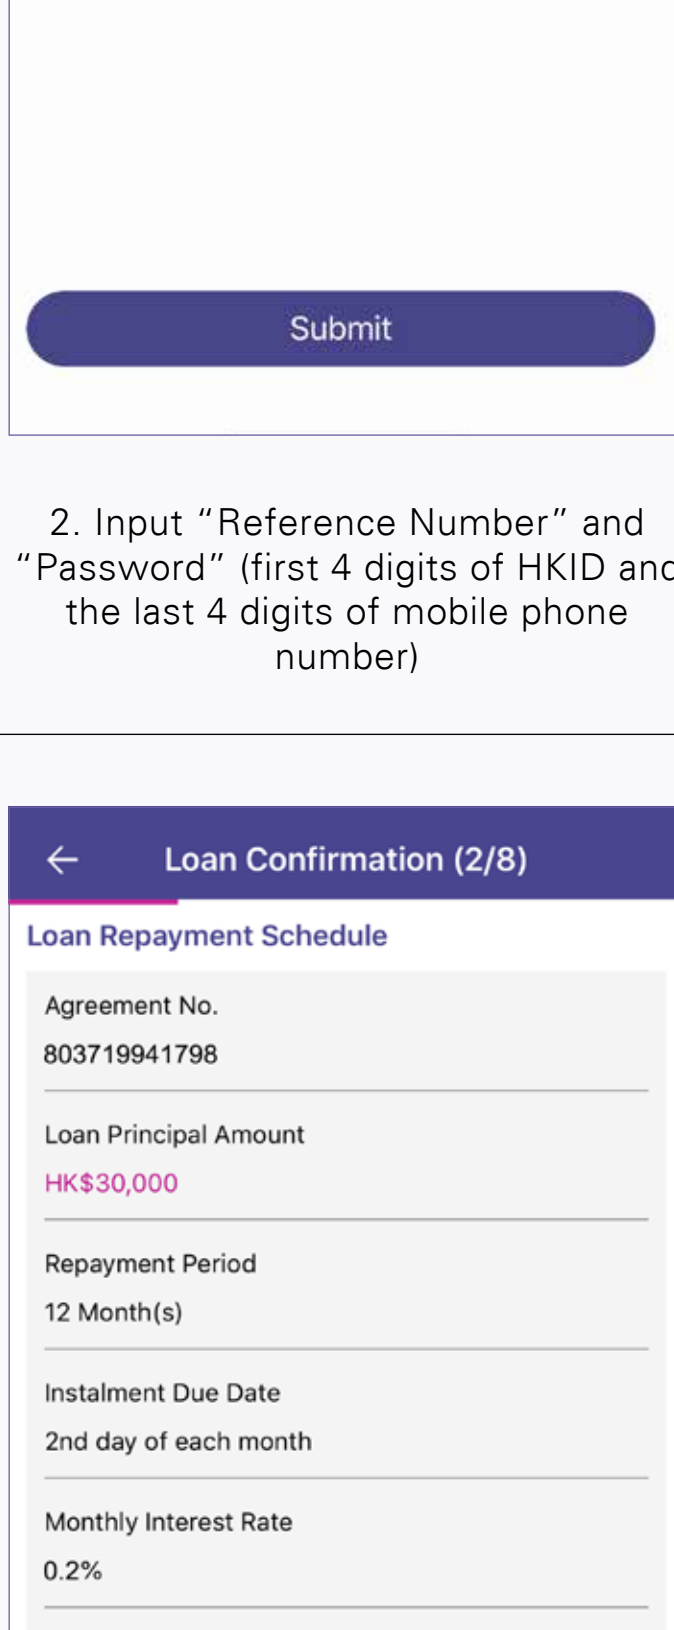 Submit
2. Input “Reference Number” and
“Password” (first 4 digits of HKID and
the last 4 digits of mobile phone
number)
Loan Confirmation (2/8)
Loan Repayment Schedule
Agreement No.
803719941798
Loan Principal Amount
HK$30,000
Repayment Period
12 Month(s)
Instalment Due Date
2nd day of each month
Monthly Interest Rate
0.2%